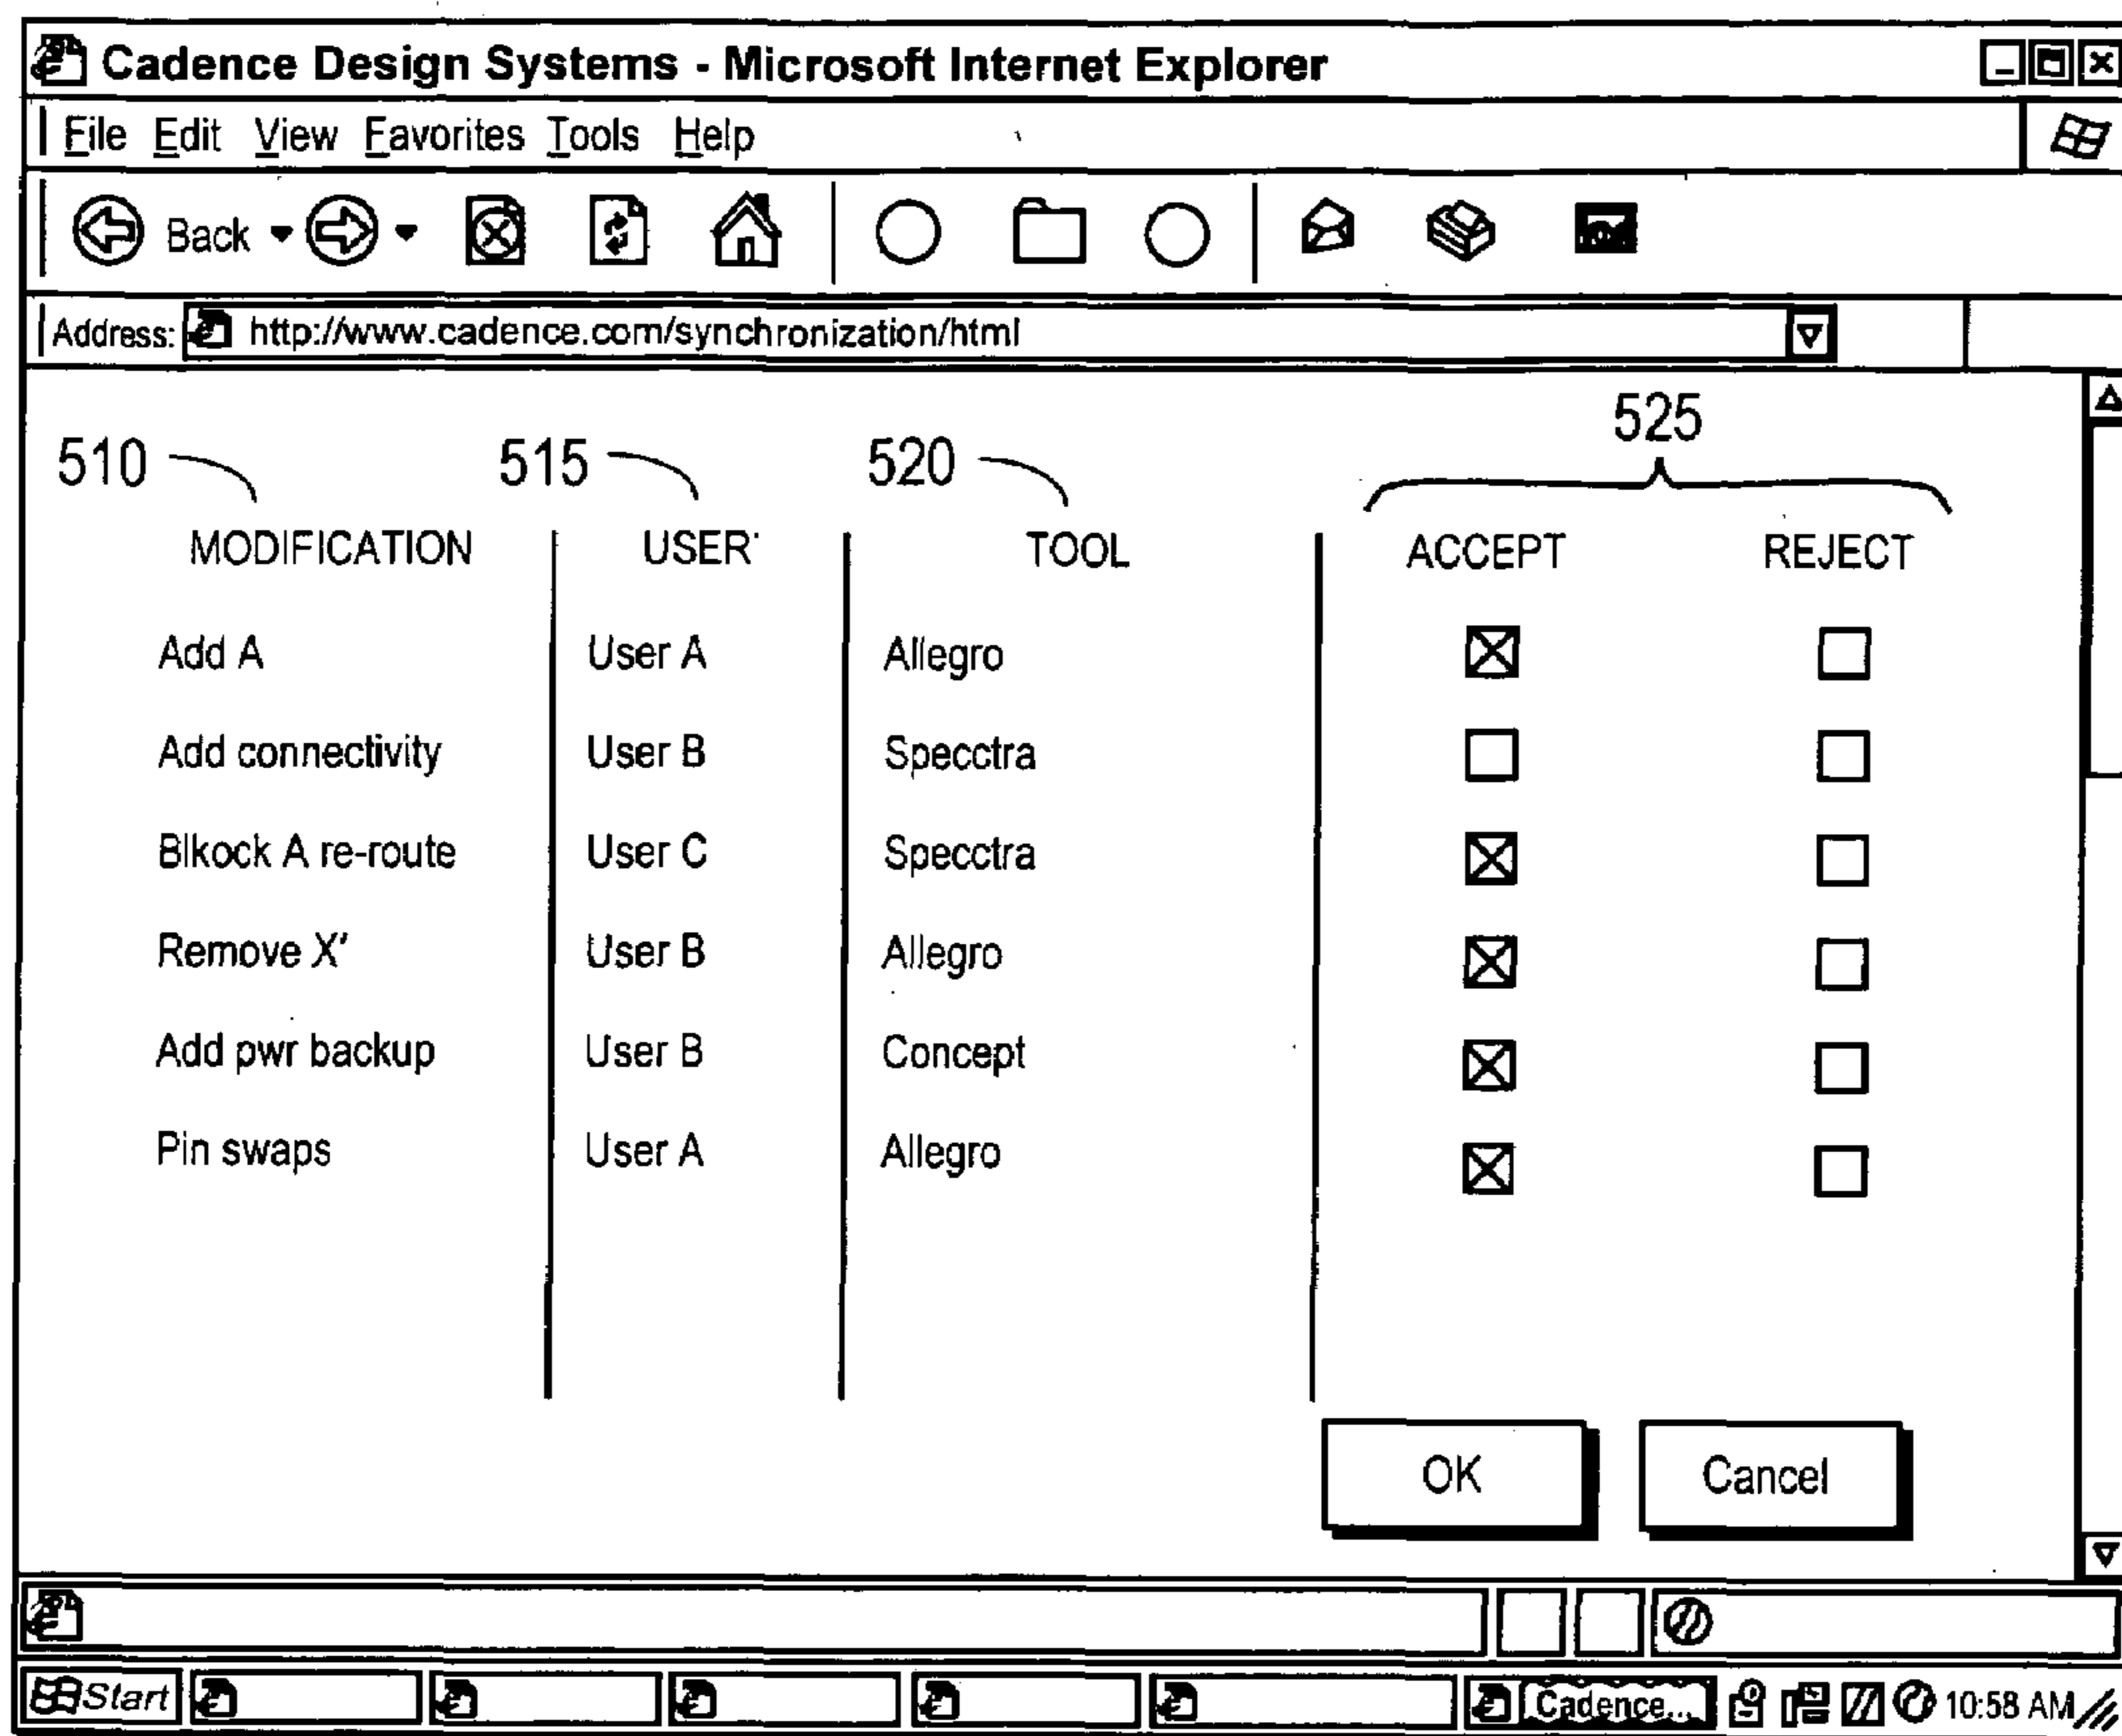 Cadence Design Systems - Microsoft Internet Explorer
File Edit View Favorites Tools Help
Back
Address: http://www.cadence.com/synchronization/html
525
510 515 520
MODIFICATION USER TOOL ACCEPT REJECT
Add A User A Allegro
Add connectivity User B Specctra
Blkock A re-route User C Specctra
Remove X' User B Allegro
Add pwr backup User B Concept
Pin swaps User A Allegro
OK Cancel
Start Cadence... 10:58 AM